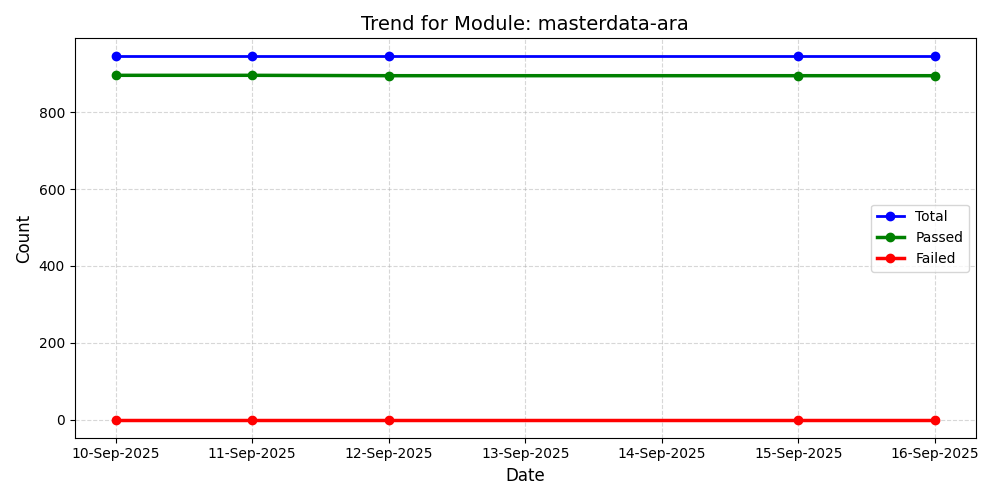 Trend for Module: masterdata-ara
Count
800
600
400
200
0
Total
Passed
Failed
10-Sep-2025 11-Sep-2025 12-Sep-2025 13-Sep-2025 14-Sep-2025 15-Sep-2025 16-Sep-2025
Date